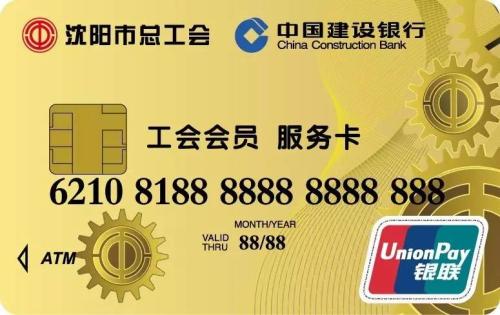 沈阳市总工会
中国建设银行
China Construction Bank
工会会员 服务卡
6210 8188 8888 8888 888
MONTH/YEAR
VALID THRU 88/88
ATM
UnionPay
银联